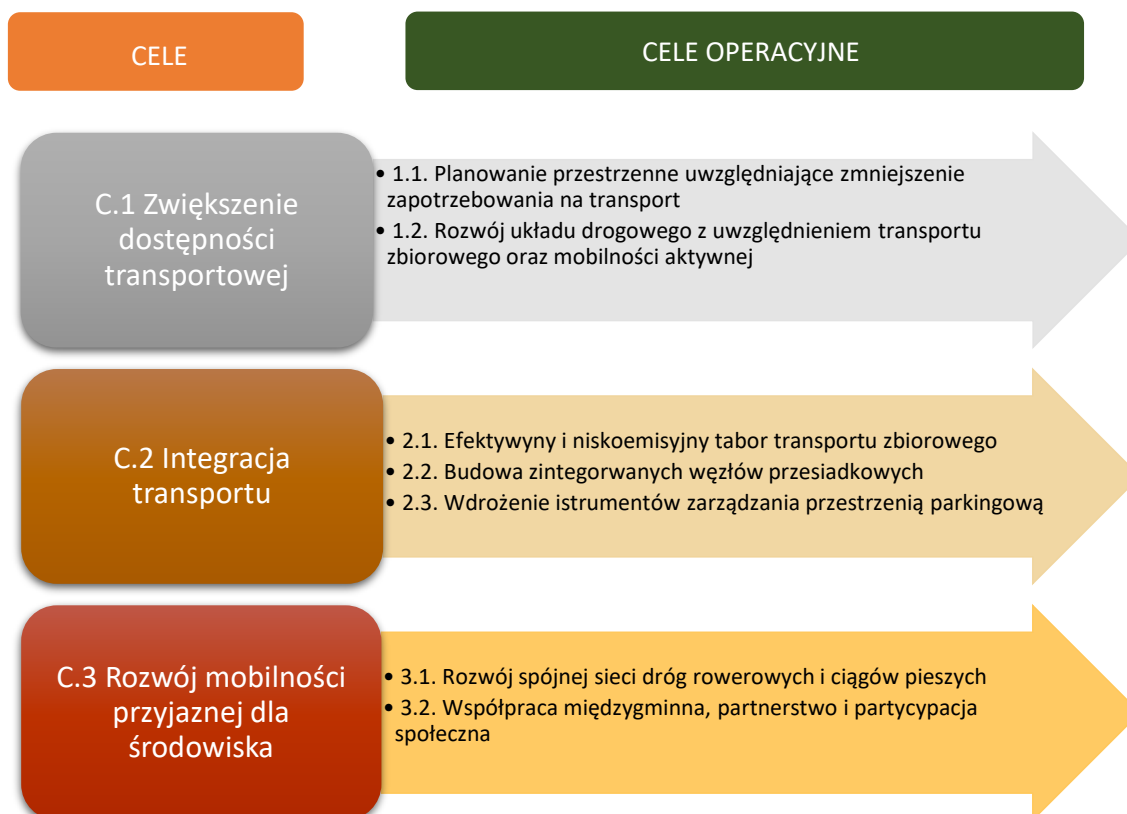 CELE
CELE OPERACYJNE
C.1 Zwiększenie
dostępności
transportowej
• 1.1. Planowanie przestrzenne uwzględniające zmniejszenie
zapotrzebowania na transport
• 1.2. Rozwój układu drogowego z uwzględnieniem transportu
zbiorowego oraz mobilności aktywnej
C.2 Integracja
transportu
• 2.1. Efektywyny i niskoemisyjny tabor transportu zbiorowego
• 2.2. Budowa zintegorwanych węzłów przesiadkowych
• 2.3. Wdrożenie istrumentów zarządzania przestrzenią parkingową
C.3 Rozwój mobilności
przyjaznej dla
środowiska
• 3.1. Rozwój spójnej sieci dróg rowerowych i ciągów pieszych
• 3.2. Współpraca międzygminna, partnerstwo i partycypacja
społeczna